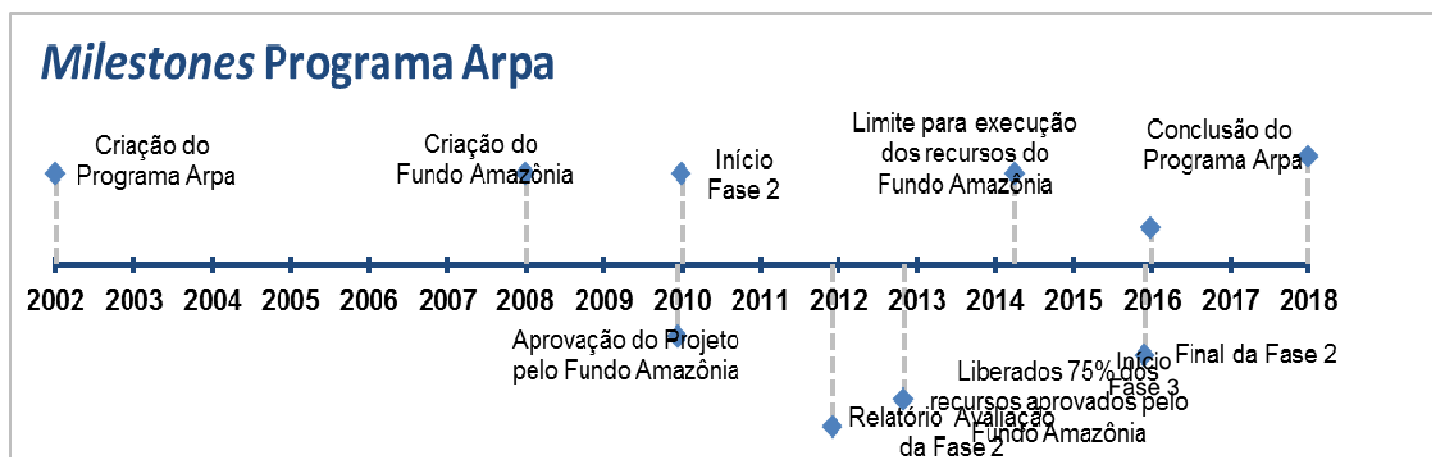 Milestones Programa Arpa
Criação do
Programa Arpa
Criação do
Fundo Amazônia
Início
Fase 2
Limite para execução
dos recursos do
Fundo Amazônia
Conclusão do
Programa Arpa
2002 2003 2004 2005 2006 2007 2008 2009 2010 2011 2012 2013 2014 2015 2016 2017 2018
Aprovação do Projeto
pelo Fundo Amazônia
Relatório Avaliação
da Fase 2
Liberados 75% dos
recursos aprovados pelo
Fundo Amazônia
Início
Fase 3
Final da Fase 2